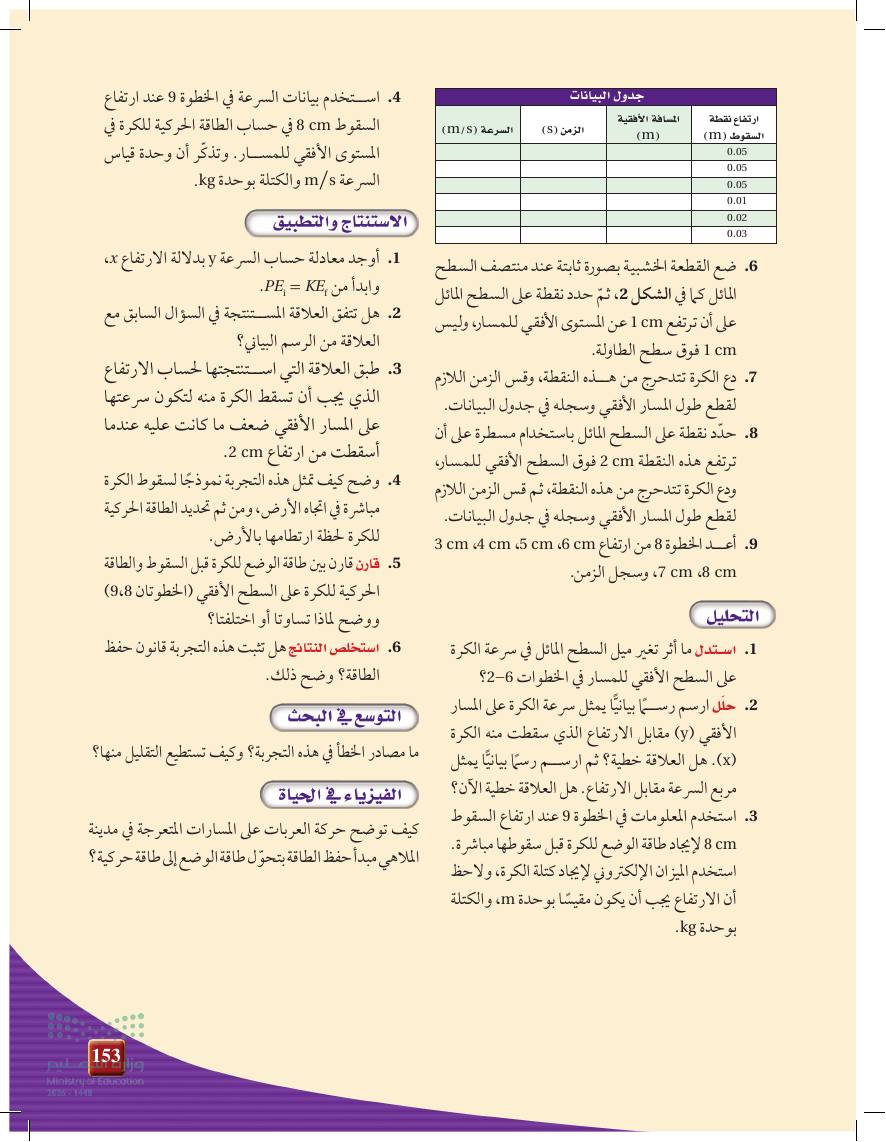 جدول البيانات
ارتفاع نقطة السقوط (m) المسافة الأفقية (m) الزمن (s) السرعة (m/s)
0.05
0.05
0.05
0.01
0.02
0.03
6. ضع القطعة الخشبية بصورة ثابتة عند منتصف السطح
المائل كما في الشكل 2، ثمّ حدد نقطة على السطح المائل
على أن ترتفع 1 cm عن المستوى الأفقي للمسار، وليس
1 cm فوق سطح الطاولة.
7. دع الكرة تتدحرج من هذه النقطة، وقس الزمن اللازم
لقطع طول المسار الأفقي وسجله في جدول البيانات.
8. حدّد نقطة على السطح المائل باستخدام مسطرة على أن
ترتفع هذه النقطة 2 cm فوق السطح الأفقي للمسار،
ودع الكرة تتدحرج من هذه النقطة، ثم قس الزمن اللازم
لقطع طول المسار الأفقي وسجله في جدول البيانات.
9. أعد الخطوة 8 من ارتفاع 3 cm ،4 cm ،5 cm ،6 cm
7 cm ،8 cm، وسجل الزمن.
التحليل
1. استدل ما أثر تغير ميل السطح المائل في سرعة الكرة
على السطح الأفقي للمسار في الخطوات 6–2؟
2. حلّل ارسم رسمًا بيانيًّا يمثل سرعة الكرة على المسار
الأفقي (y) مقابل الارتفاع الذي سقطت منه الكرة
(x). هل العلاقة خطية؟ ثم ارسم رسمًا بيانيًّا يمثل
مربع السرعة مقابل الارتفاع. هل العلاقة خطية الآن؟
3. استخدم المعلومات في الخطوة 9 عند ارتفاع السقوط
8 cm لإيجاد طاقة الوضع للكرة قبل سقوطها مباشرة.
استخدم الميزان الإلكتروني لإيجاد كتلة الكرة، ولاحظ
أن الارتفاع يجب أن يكون مقيسًا بوحدة m، والكتلة
بوحدة kg.
4. استخدم بيانات السرعة في الخطوة 9 عند ارتفاع
السقوط 8 cm في حساب الطاقة الحركية للكرة في
المستوى الأفقي للمسار. وتذكّر أن وحدة قياس
السرعة m/s والكتلة بوحدة kg.
الاستنتاج والتطبيق
1. أوجد معادلة حساب السرعة y بدلالة الارتفاع x،
وابدأ من PEi = KEf.
2. هل تتفق العلاقة المستنتجة في السؤال السابق مع
العلاقة من الرسم البياني؟
3. طبق العلاقة التي استنتجتها لحساب الارتفاع
الذي يجب أن تسقط الكرة منه لتكون سرعتها
على المسار الأفقي ضعف ما كانت عليه عندما
أسقطت من ارتفاع 2 cm.
4. وضح كيف تمثل هذه التجربة نموذجًا لسقوط الكرة
مباشرة في اتجاه الأرض، ومن ثم تحديد الطاقة الحركية
للكرة لحظة ارتطامها بالأرض.
5. قارن قارن بين طاقة الوضع للكرة قبل السقوط والطاقة
الحركية للكرة على السطح الأفقي (الخطوتان 9،8)
ووضح لماذا تساوتا أو اختلفتا؟
6. استخلص النتائج هل تثبت هذه التجربة قانون حفظ
الطاقة؟ وضح ذلك.
التوسع في البحث
ما مصادر الخطأ في هذه التجربة؟ وكيف تستطيع التقليل منها؟
الفيزياء في الحياة
كيف توضح حركة العربات على المسارات المتعرجة في مدينة
الملاهي مبدأ حفظ الطاقة بتحوّل طاقة الوضع إلى طاقة حركية؟
153
وزارة التعليم
Ministry of Education
2026 - 1448